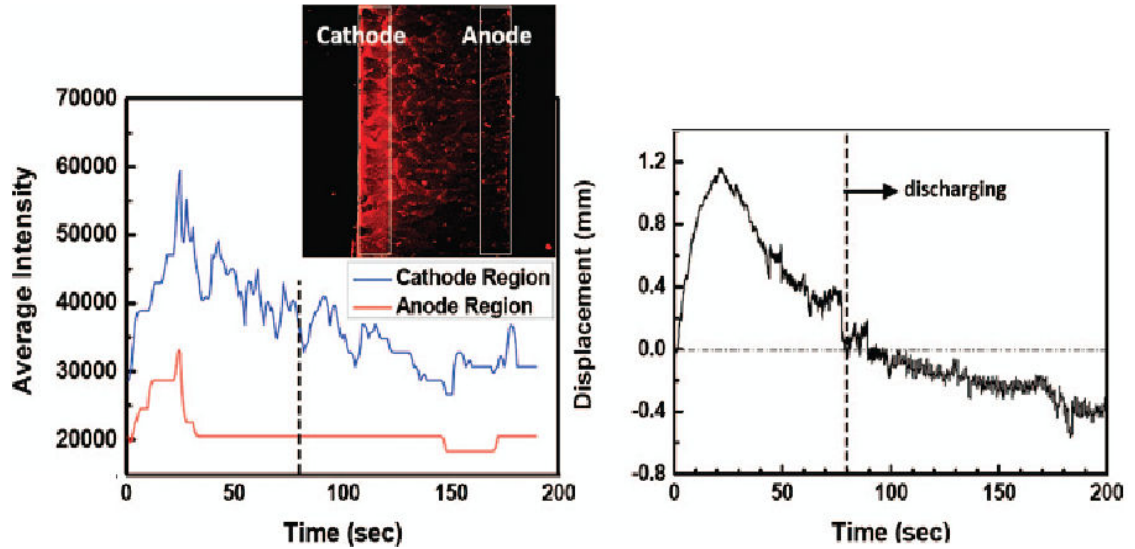 Cathode Anode
70000
60000
50000
40000
30000
20000
Average Intensity
Cathode Region
Anode Region
0 50 100 150 200
Time (sec)
1.2
0.8
0.4
0.0
-0.4
-0.8
Displacement (mm)
discharging
0 50 100 150 200
Time (sec)